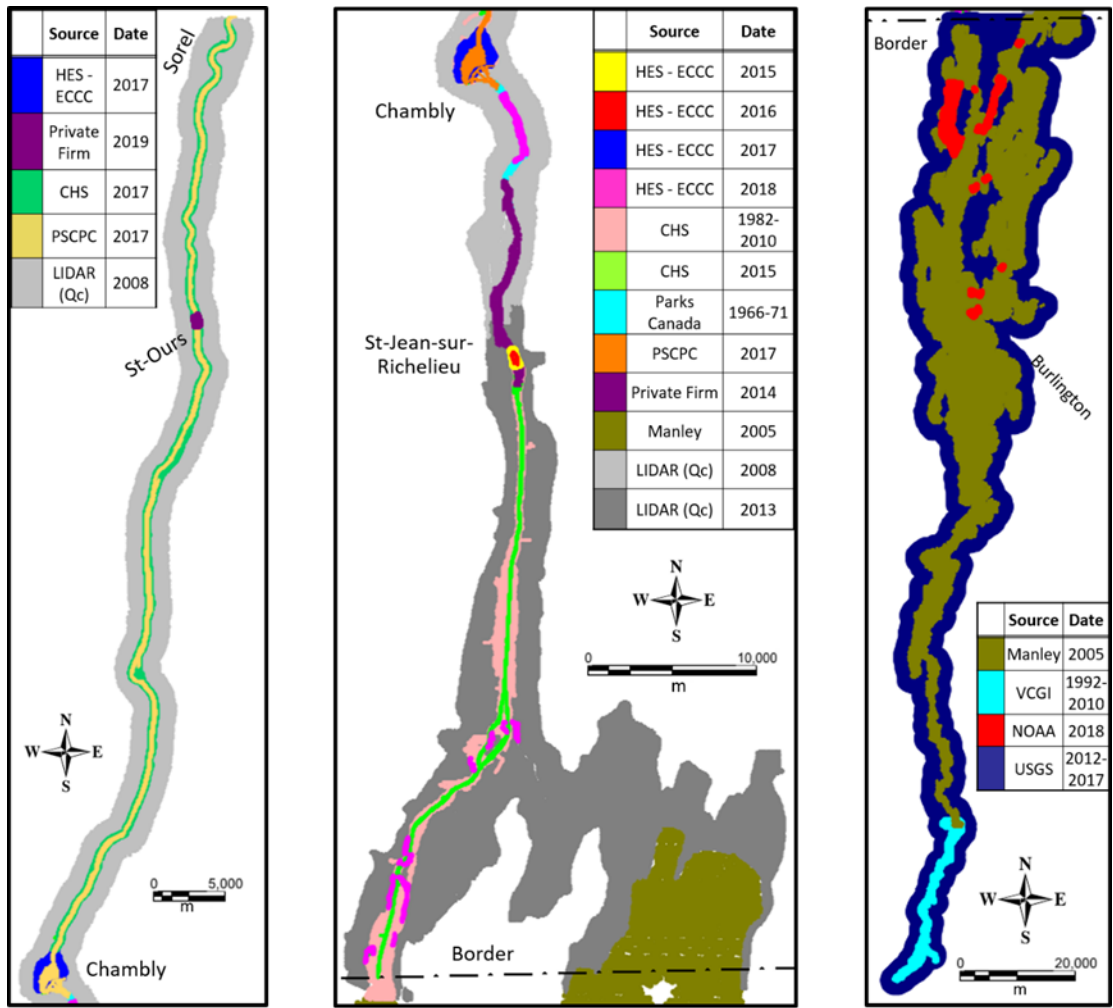 Source Date
HES -
ECCC
2017
Private
Firm
2019
CHS 2017
PSCPC 2017
LIDAR
(Qc)
2008
Sorel
St-Ours
N
W E
S
0 5,000
m
Chambly
Source Date
HES - ECCC 2015
HES - ECCC 2016
HES - ECCC 2017
HES - ECCC 2018
CHS
1982-
2010
CHS 2015
Parks
Canada
1966-71
PSCPC 2017
Private Firm 2014
Manley 2005
LIDAR (Qc) 2008
LIDAR (Qc) 2013
Chambly
St-Jean-sur-
Richelieu
N
W E
S
0 10,000
m
Border
Border
Burlington
Source Date
Manley 2005
VCGI
1992-
2010
NOAA 2018
USGS
2012-
2017
N
W E
S
0 20,000
m